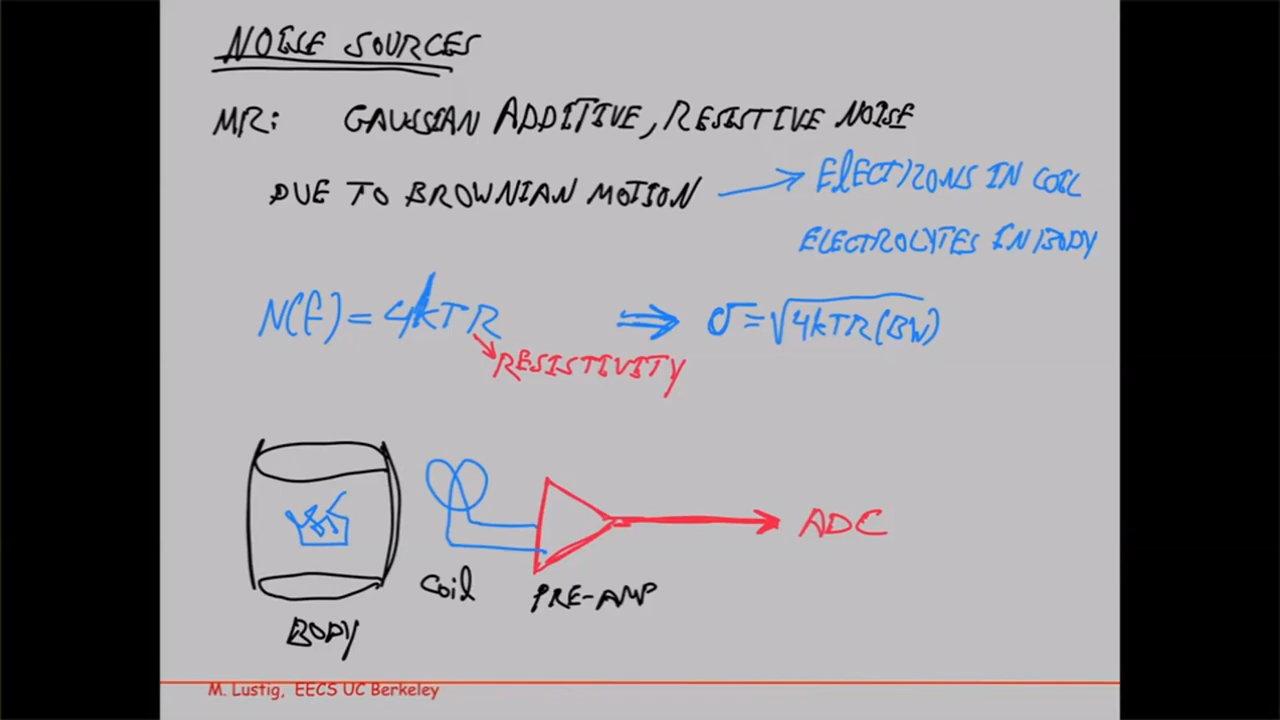 NOISE SOURCES
MR: GAUSSIAN ADDITIVE, RESISTIVE NOISE
DUE TO BROWNIAN MOTION → ELECTRONS IN COIL
ELECTROLYTES IN BODY
N(f) = 4kTR ⇒ σ = √4kTR(BW)
RESISTIVITY
ADC
COIL
PRE-AMP
BODY
M. Lustig, EECS UC Berkeley